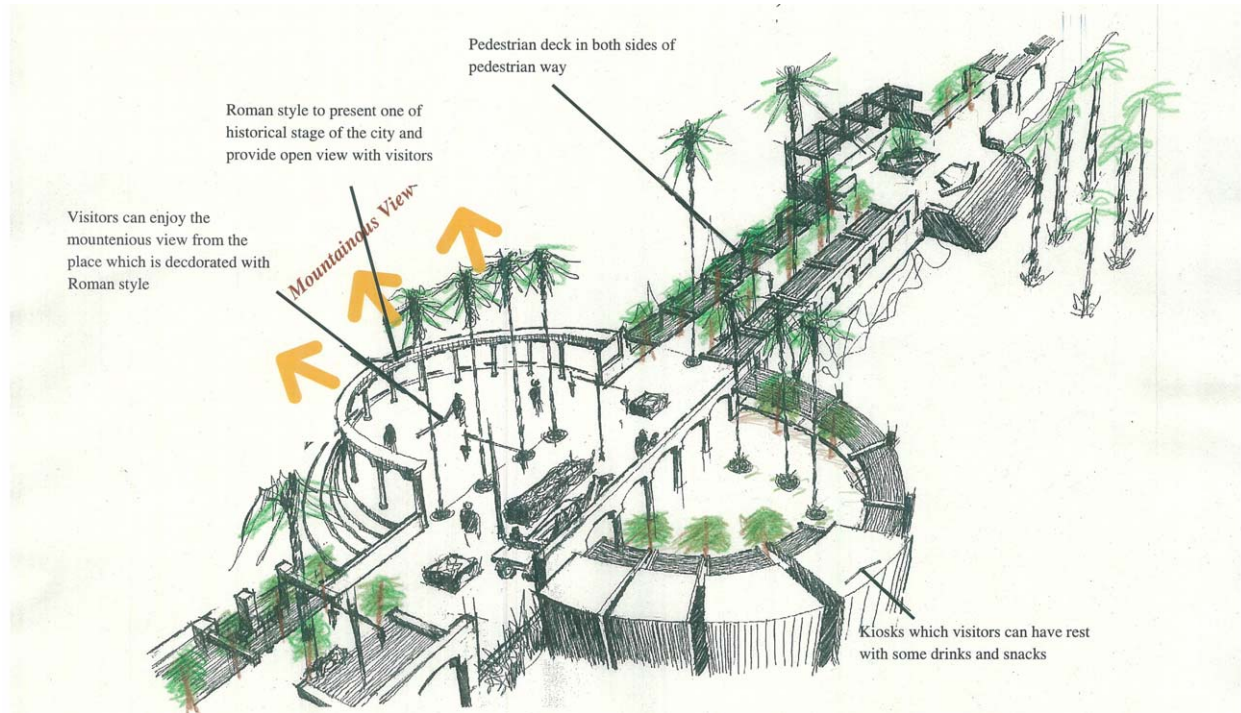 Pedestrian deck in both sides of
pedestrian way
Roman style to present one of
historical stage of the city and
provide open view with visitors
Visitors can enjoy the
mountenious view from the
place which is decdorated with
Roman style
Mountainous View
Kiosks which visitors can have rest
with some drinks and snacks